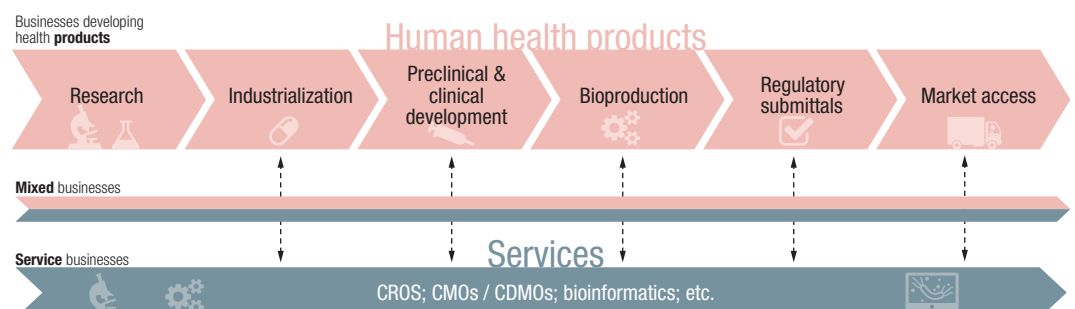 Businesses developing
health products
Human health products
Research
Industrialization
Preclinical &
clinical
development
Bioproduction
Regulatory
submittals
Market access
Mixed businesses
Services
Service businesses
CROS; CMOs / CDMOs; bioinformatics; etc.